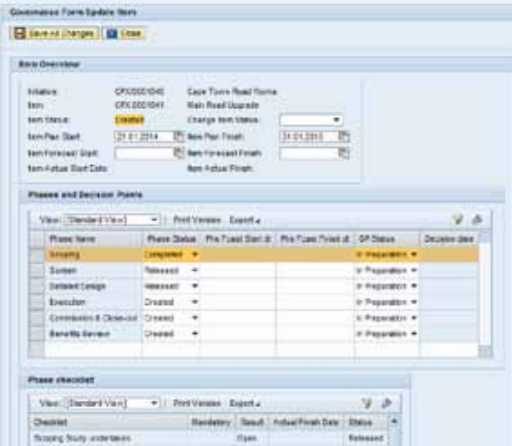 Governance Form Update Item
Save All Changes Close
Item Overview
Initiative: CPX.0001040 Cape Town Road Works
Item: CPX.0001041 Main Road Upgrade
Item Status: Created Change Item Status:
Item Plan Start: 21.01.2014 Item Plan Finish: 31.01.2015
Item Forecast Start: Item Forecast Finish:
Item Actual Start Date: Item Actual Finish:
Phases and Decision Points
View: [Standard View] Print Version Export
Phase Name Phase Status DP Status Decision date
Scoping Completed In Preparation
Released In Preparation
Detailed Design Released In Preparation
Execution Created In Preparation
Commission & Close-out Created In Preparation
Benefits Review Created In Preparation
Phase checklist
View: [Standard View] Print Version Export
Checklist Mandatory Result Actual Finish Date Status
Scoping Study undertaken Open Released